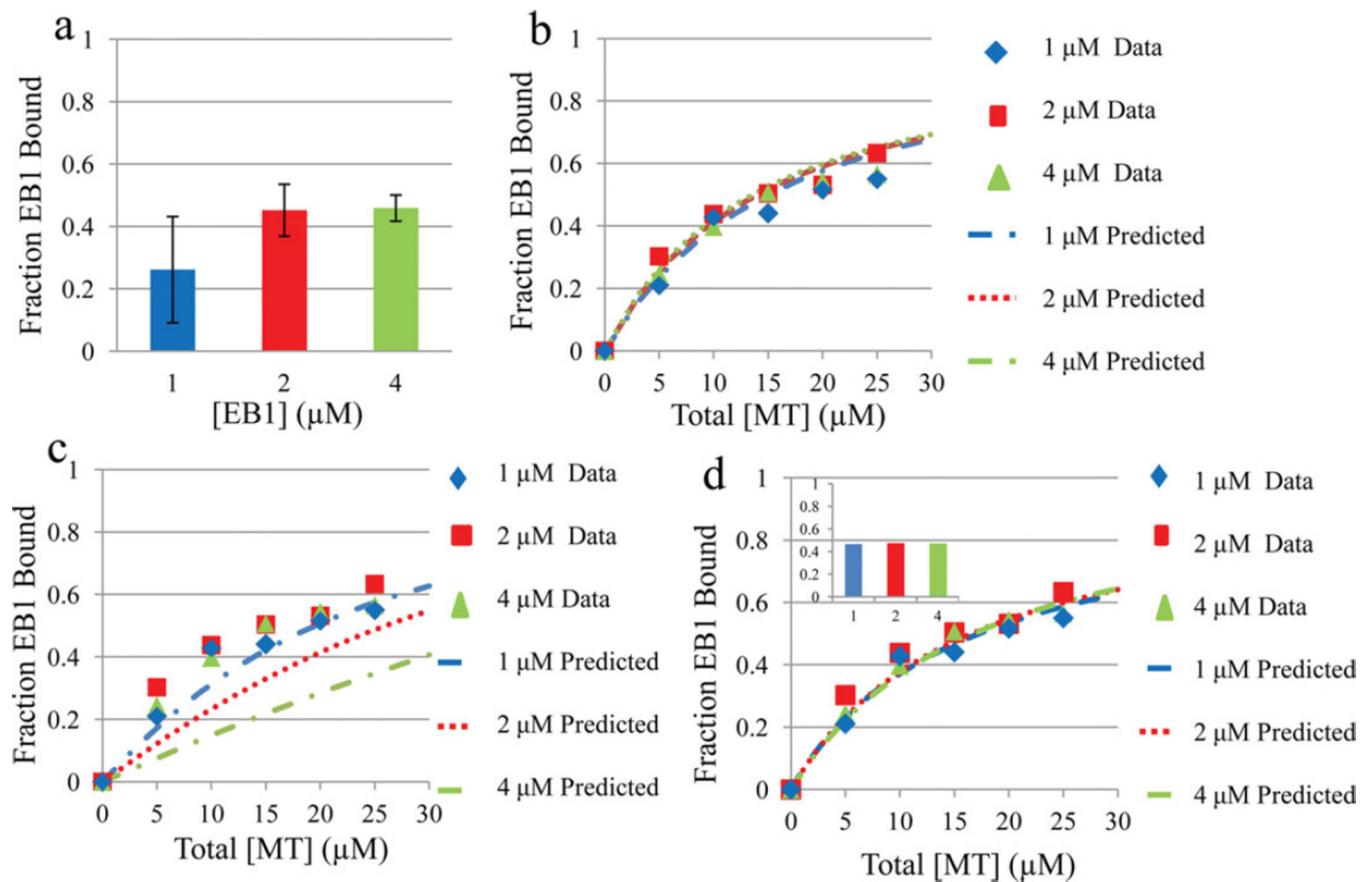 a
1
0.8
0.6
0.4
0.2
0
Fraction EB1 Bound
1 2 4
[EB1] (µM)
b
1
0.8
0.6
0.4
0.2
0
Fraction EB1 Bound
0 5 10 15 20 25 30
Total [MT] (µM)
1 µM Data
2 µM Data
4 µM Data
1 µM Predicted
2 µM Predicted
4 µM Predicted
c
1
0.8
0.6
0.4
0.2
0
Fraction EB1 Bound
0 5 10 15 20 25 30
Total [MT] (µM)
1 µM Data
2 µM Data
4 µM Data
1 µM Predicted
2 µM Predicted
4 µM Predicted
d
1
0.8
0.6
0.4
0.2
0
Fraction EB1 Bound
1
0.8
0.6
0.4
0.2
0
1 2 4
0 5 10 15 20 25 30
Total [MT] (µM)
1 µM Data
2 µM Data
4 µM Data
1 µM Predicted
2 µM Predicted
4 µM Predicted